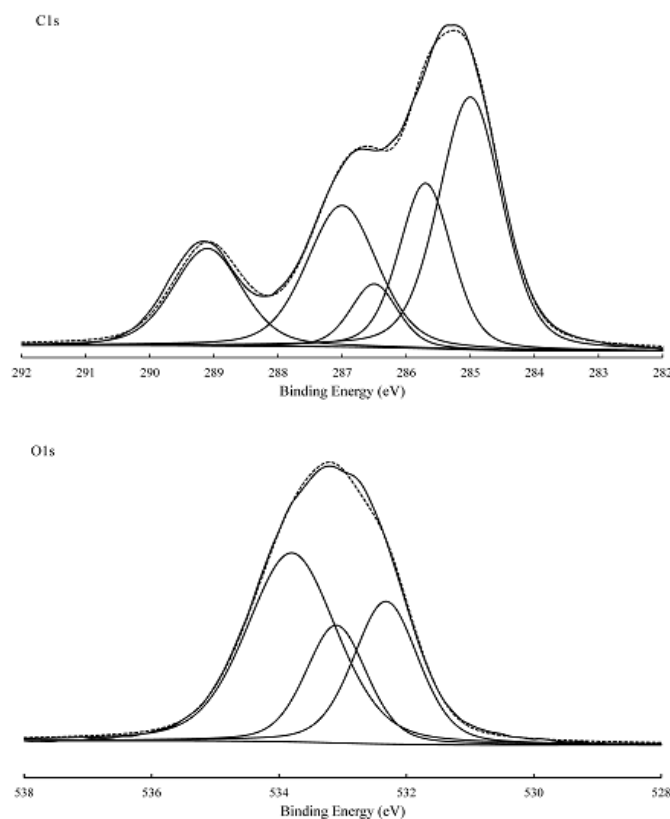 C1s
292 291 290 289 288 287 286 285 284 283 282
Binding Energy (eV)
O1s
538 536 534 532 530 528
Binding Energy (eV)